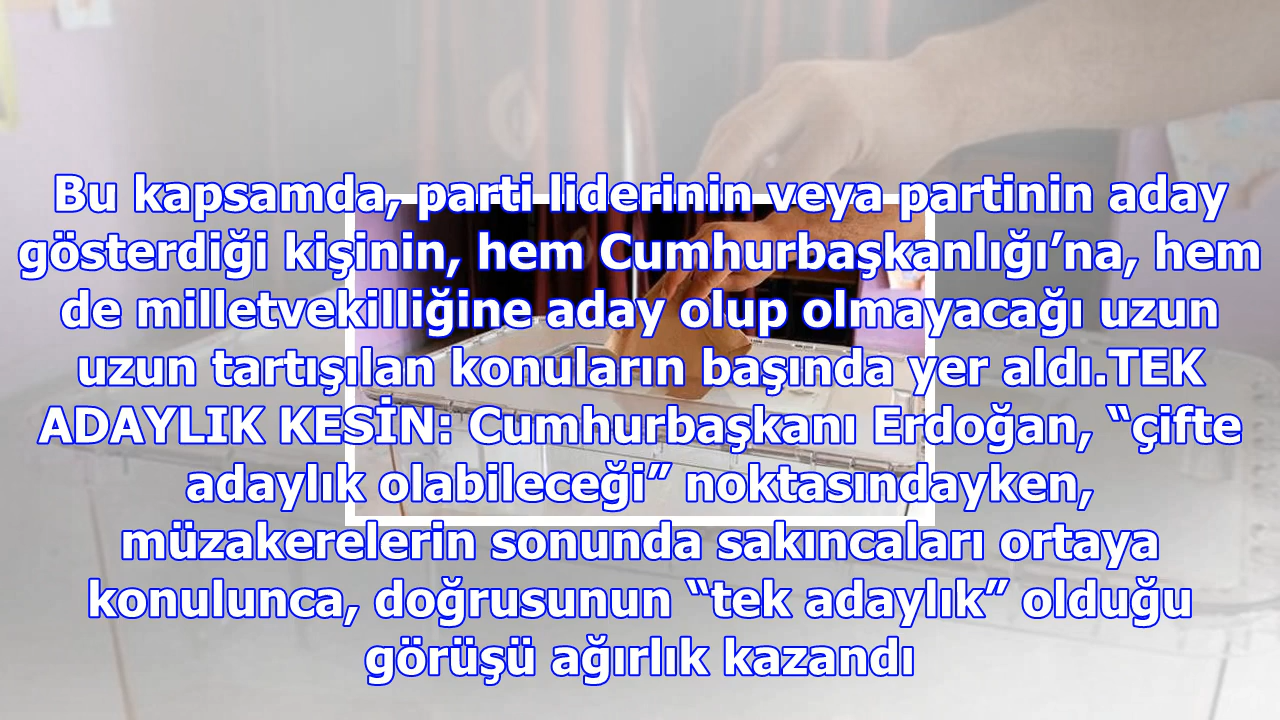 Bu kapsamda, parti liderinin veya partinin aday
gösterdiği kişinin, hem Cumhurbaşkanlığı’na, hem
de milletvekilliğine aday olup olmayacağı uzun
uzun tartışılan konuların başında yer aldı.TEK
ADAYLIK KESİN: Cumhurbaşkanı Erdoğan, “çifte
adaylık olabileceği” noktasındayken,
müzakerelerin sonunda sakıncaları ortaya
konulunca, doğrusunun “tek adaylık” olduğu
görüşü ağırlık kazandı